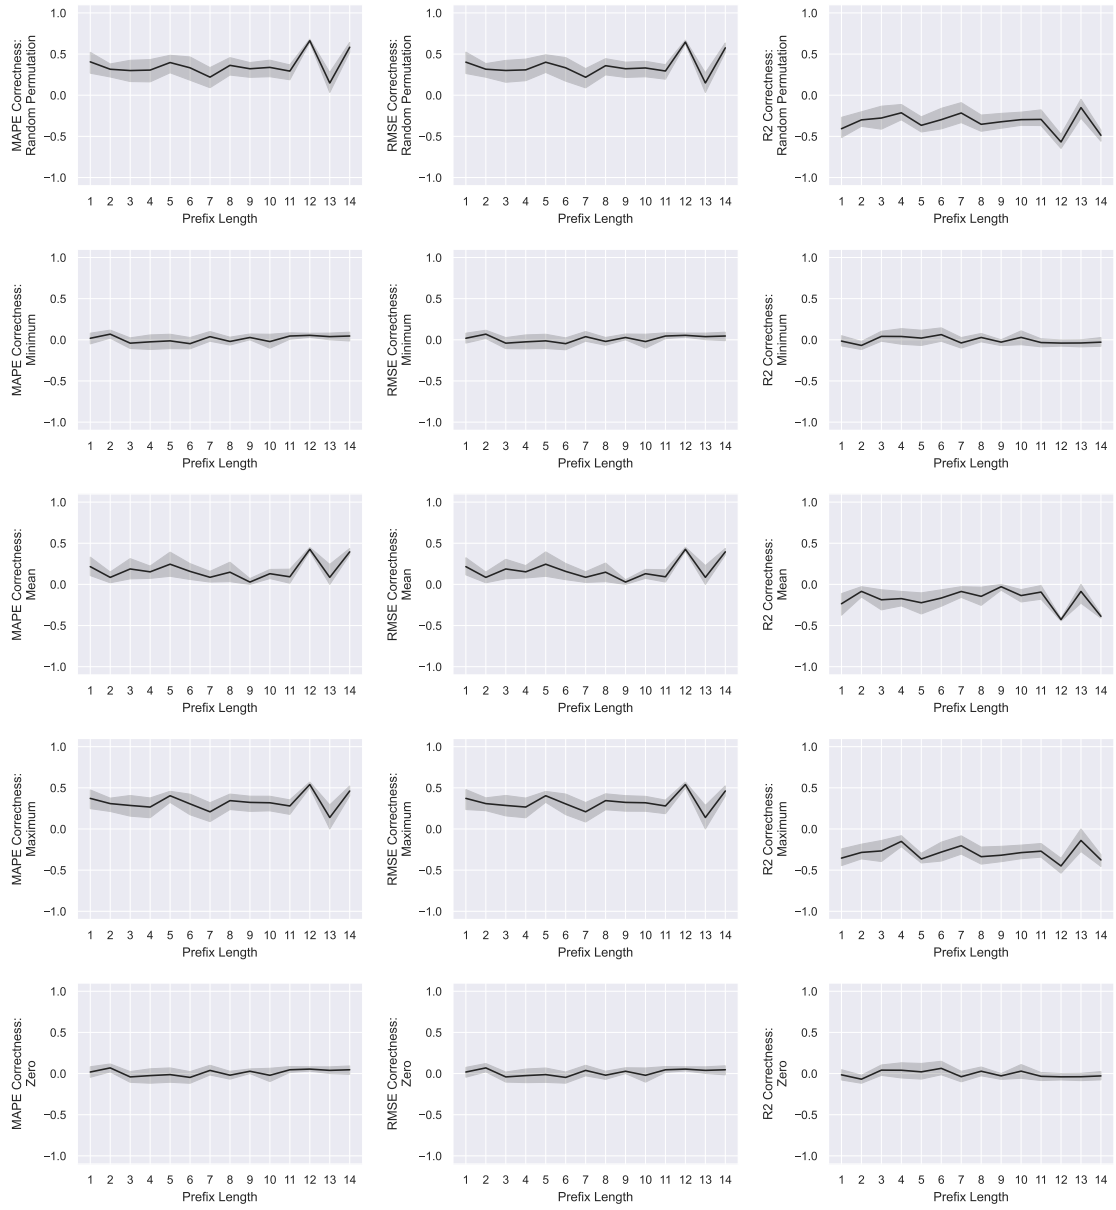 MAPE Correctness:
Random Permutation
1.0
0.5
0.0
−0.5
−1.0
1 2 3 4 5 6 7 8 9 10 11 12 13 14
Prefix Length
RMSE Correctness:
Random Permutation
1.0
0.5
0.0
−0.5
−1.0
1 2 3 4 5 6 7 8 9 10 11 12 13 14
Prefix Length
R2 Correctness:
Random Permutation
1.0
0.5
0.0
−0.5
−1.0
1 2 3 4 5 6 7 8 9 10 11 12 13 14
Prefix Length
MAPE Correctness:
Minimum
1.0
0.5
0.0
−0.5
−1.0
1 2 3 4 5 6 7 8 9 10 11 12 13 14
Prefix Length
RMSE Correctness:
Minimum
1.0
0.5
0.0
−0.5
−1.0
1 2 3 4 5 6 7 8 9 10 11 12 13 14
Prefix Length
R2 Correctness:
Minimum
1.0
0.5
0.0
−0.5
−1.0
1 2 3 4 5 6 7 8 9 10 11 12 13 14
Prefix Length
MAPE Correctness:
Mean
1.0
0.5
0.0
−0.5
−1.0
1 2 3 4 5 6 7 8 9 10 11 12 13 14
Prefix Length
RMSE Correctness:
Mean
1.0
0.5
0.0
−0.5
−1.0
1 2 3 4 5 6 7 8 9 10 11 12 13 14
Prefix Length
R2 Correctness:
Mean
1.0
0.5
0.0
−0.5
−1.0
1 2 3 4 5 6 7 8 9 10 11 12 13 14
Prefix Length
MAPE Correctness:
Maximum
1.0
0.5
0.0
−0.5
−1.0
1 2 3 4 5 6 7 8 9 10 11 12 13 14
Prefix Length
RMSE Correctness:
Maximum
1.0
0.5
0.0
−0.5
−1.0
1 2 3 4 5 6 7 8 9 10 11 12 13 14
Prefix Length
R2 Correctness:
Maximum
1.0
0.5
0.0
−0.5
−1.0
1 2 3 4 5 6 7 8 9 10 11 12 13 14
Prefix Length
MAPE Correctness:
Zero
1.0
0.5
0.0
−0.5
−1.0
1 2 3 4 5 6 7 8 9 10 11 12 13 14
Prefix Length
RMSE Correctness:
Zero
1.0
0.5
0.0
−0.5
−1.0
1 2 3 4 5 6 7 8 9 10 11 12 13 14
Prefix Length
R2 Correctness:
Zero
1.0
0.5
0.0
−0.5
−1.0
1 2 3 4 5 6 7 8 9 10 11 12 13 14
Prefix Length